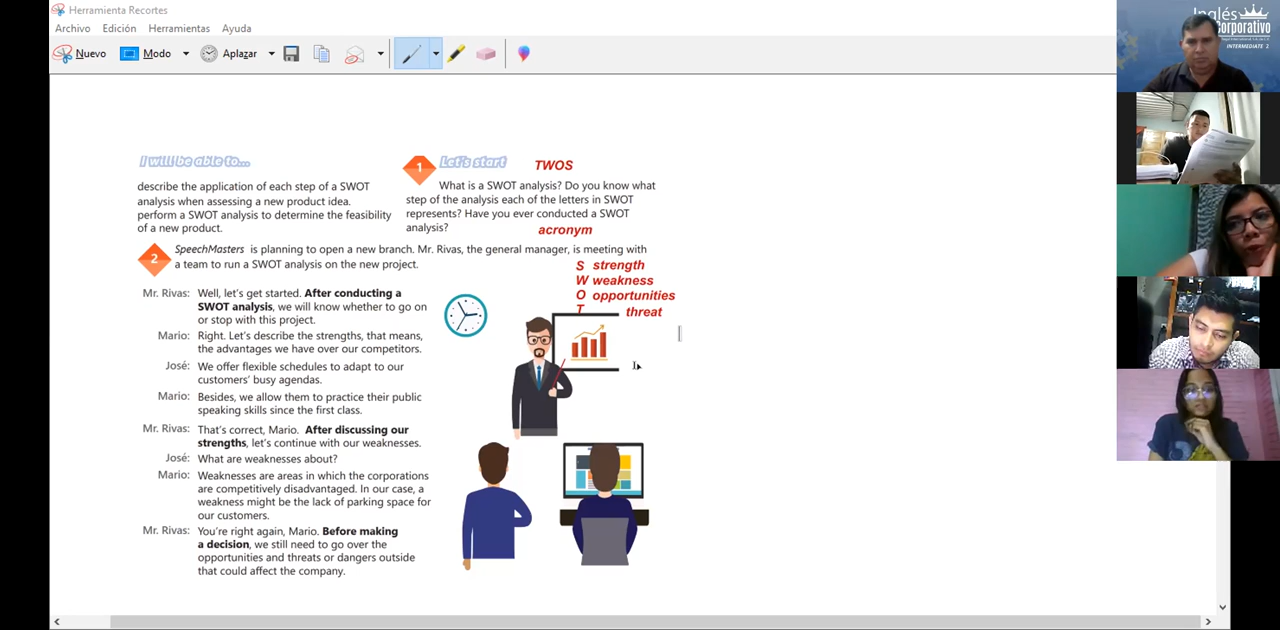 Herramienta Recortes
Archivo Edición Herramientas Ayuda
Nuevo Modo Aplazar
I will be able to...
describe the application of each step of a SWOT
analysis when assessing a new product idea.
perform a SWOT analysis to determine the feasibility
of a new product.
1 Let's start TWOS
What is a SWOT analysis? Do you know what
step of the analysis each of the letters in SWOT
represents? Have you ever conducted a SWOT
analysis?
acronym
2 SpeechMasters is planning to open a new branch. Mr. Rivas, the general manager, is meeting with
a team to run a SWOT analysis on the new project.
S strength
W weakness
O opportunities
T threat
Mr. Rivas: Well, let's get started. After conducting a
SWOT analysis, we will know whether to go on
or stop with this project.
Mario: Right. Let's describe the strengths, that means,
the advantages we have over our competitors.
José: We offer flexible schedules to adapt to our
customers' busy agendas.
Mario: Besides, we allow them to practice their public
speaking skills since the first class.
Mr. Rivas: That's correct, Mario. After discussing our
strengths, let's continue with our weaknesses.
José: What are weaknesses about?
Mario: Weaknesses are areas in which the corporations
are competitively disadvantaged. In our case, a
weakness might be the lack of parking space for
our customers.
Mr. Rivas: You're right again, Mario. Before making
a decision, we still need to go over the
opportunities and threats or dangers outside
that could affect the company.
Inglés
Corporativo
INTERMEDIATE 2